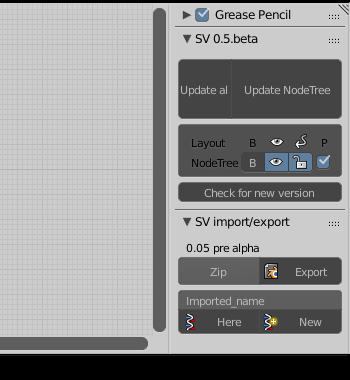 Grease Pencil
SV 0.5.beta
Update al Update NodeTree
Layout B P
NodeTree B
Check for new version
SV import/export
0.05 pre alpha
Zip Export
Imported_name
Here New